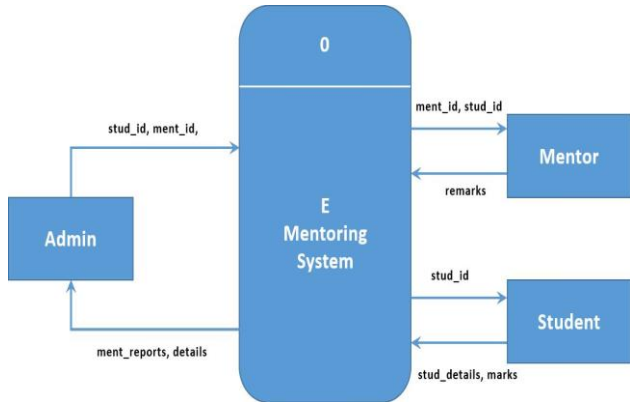 0
stud_id, ment_id,
ment_id, stud_id
Mentor
remarks
Admin
E
Mentoring
System
stud_id
Student
ment_reports, details
stud_details, marks